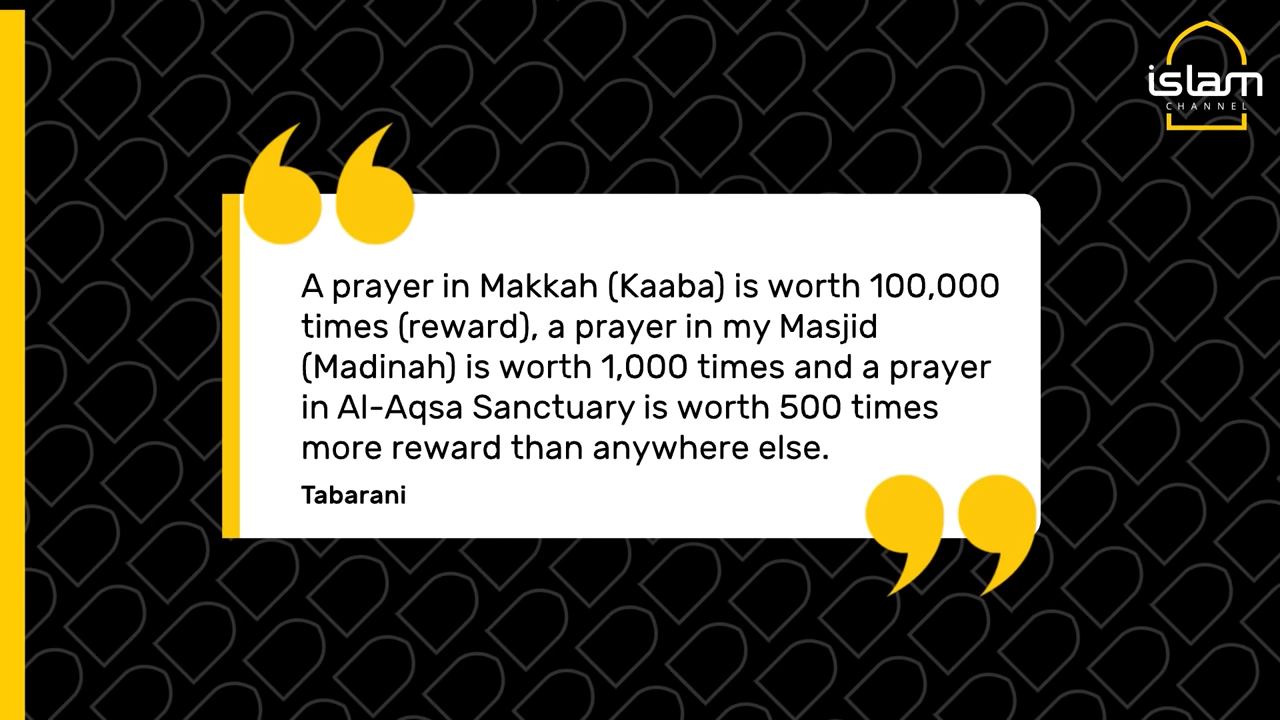 islam
CHANNEL
A prayer in Makkah (Kaaba) is worth 100,000
times (reward), a prayer in my Masjid
(Madinah) is worth 1,000 times and a prayer
in Al-Aqsa Sanctuary is worth 500 times
more reward than anywhere else.
Tabarani